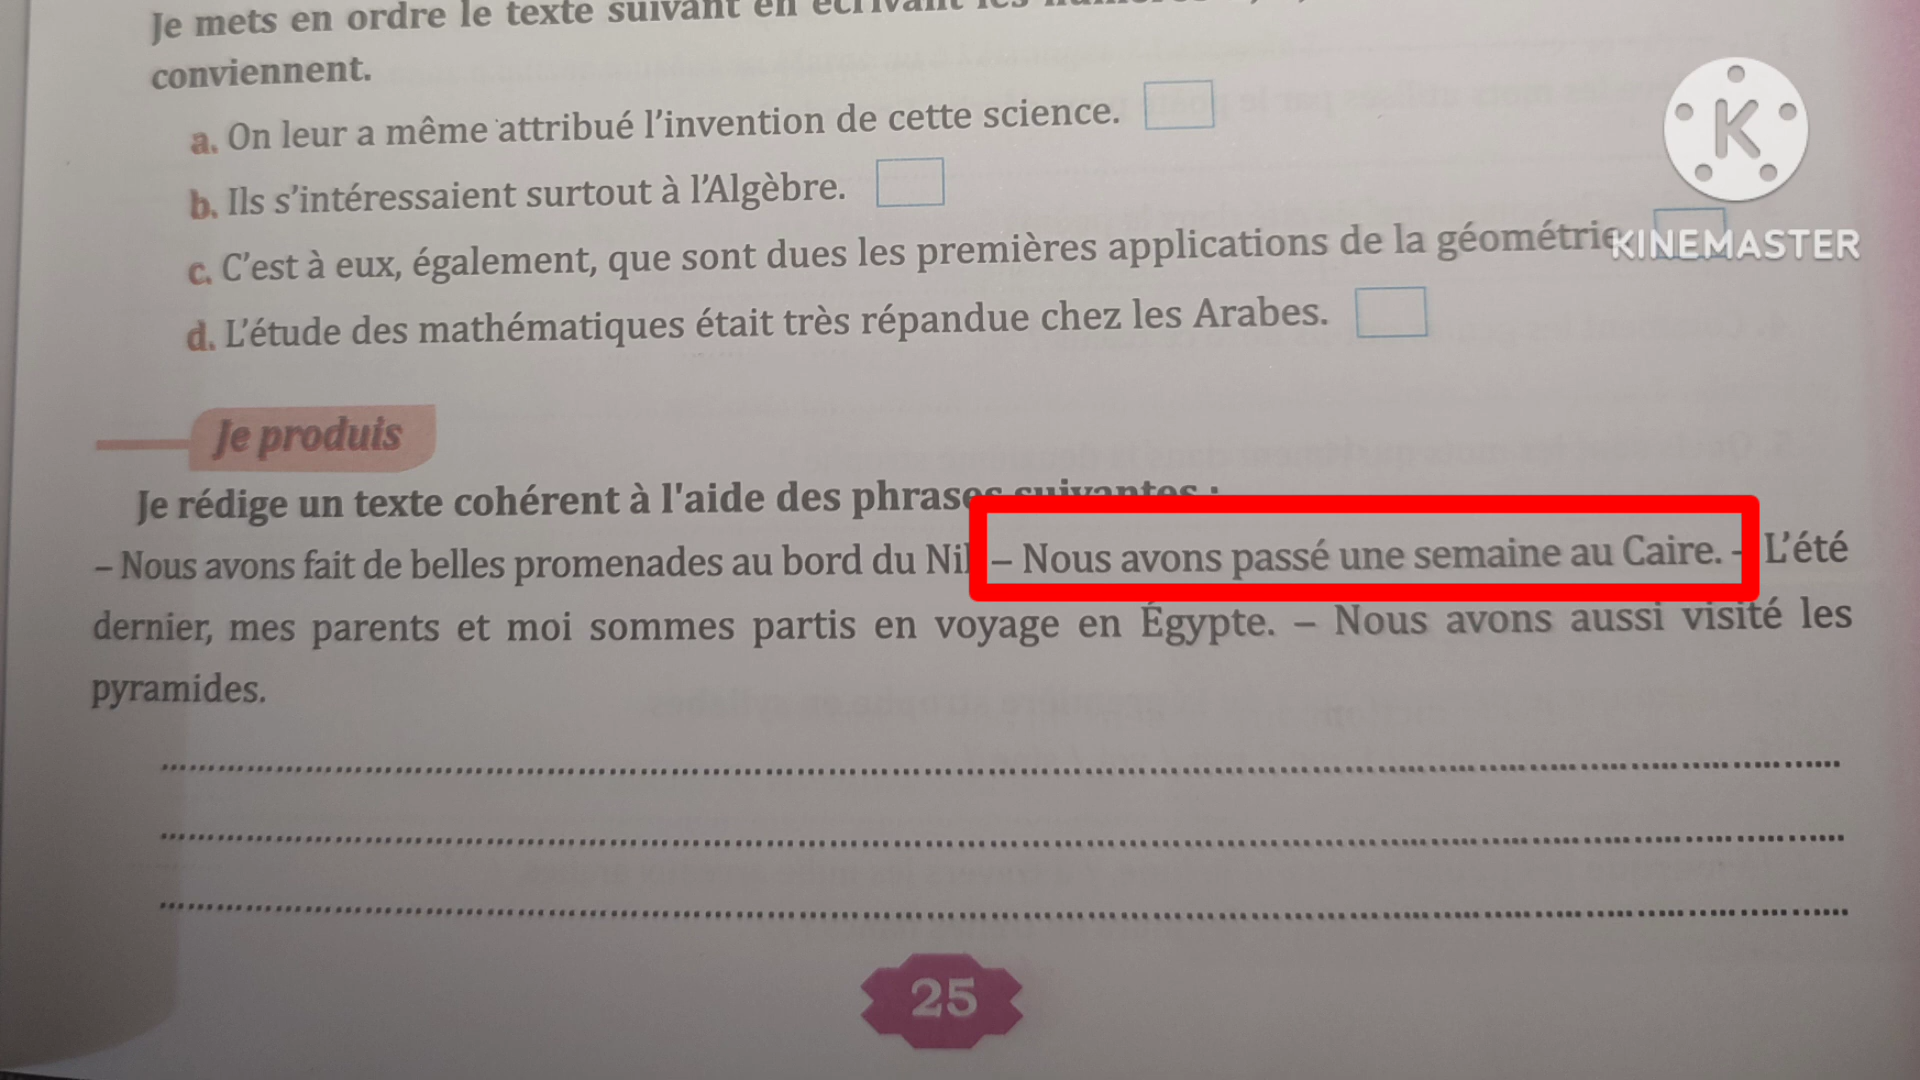 Je mets en ordre le texte suivant en écrivant les
conviennent.
a. On leur a même attribué l'invention de cette science.
b. Ils s'intéressaient surtout à l'Algèbre.
c. C'est à eux, également, que sont dues les premières applications de la géométrie
K
KINEMASTER
d. L'étude des mathématiques était très répandue chez les Arabes.
Je produis
Je rédige un texte cohérent à l'aide des phrases suivantes :
– Nous avons fait de belles promenades au bord du Nil – Nous avons passé une semaine au Caire. – L'été
dernier, mes parents et moi sommes partis en voyage en Égypte. – Nous avons aussi visité les
pyramides.
25